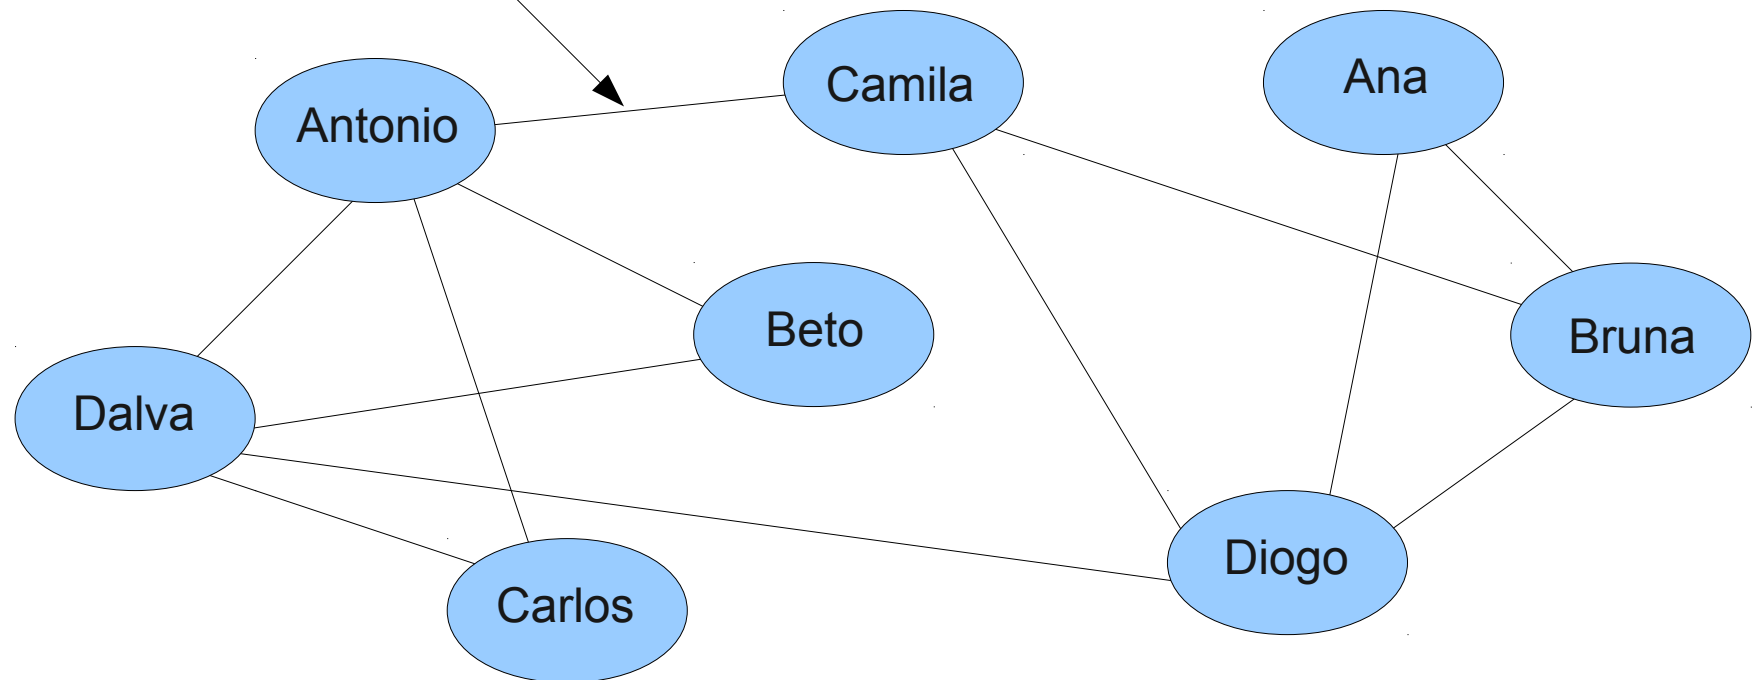 Camila
Ana
Antonio
Beto
Bruna
Dalva
Diogo
Carlos